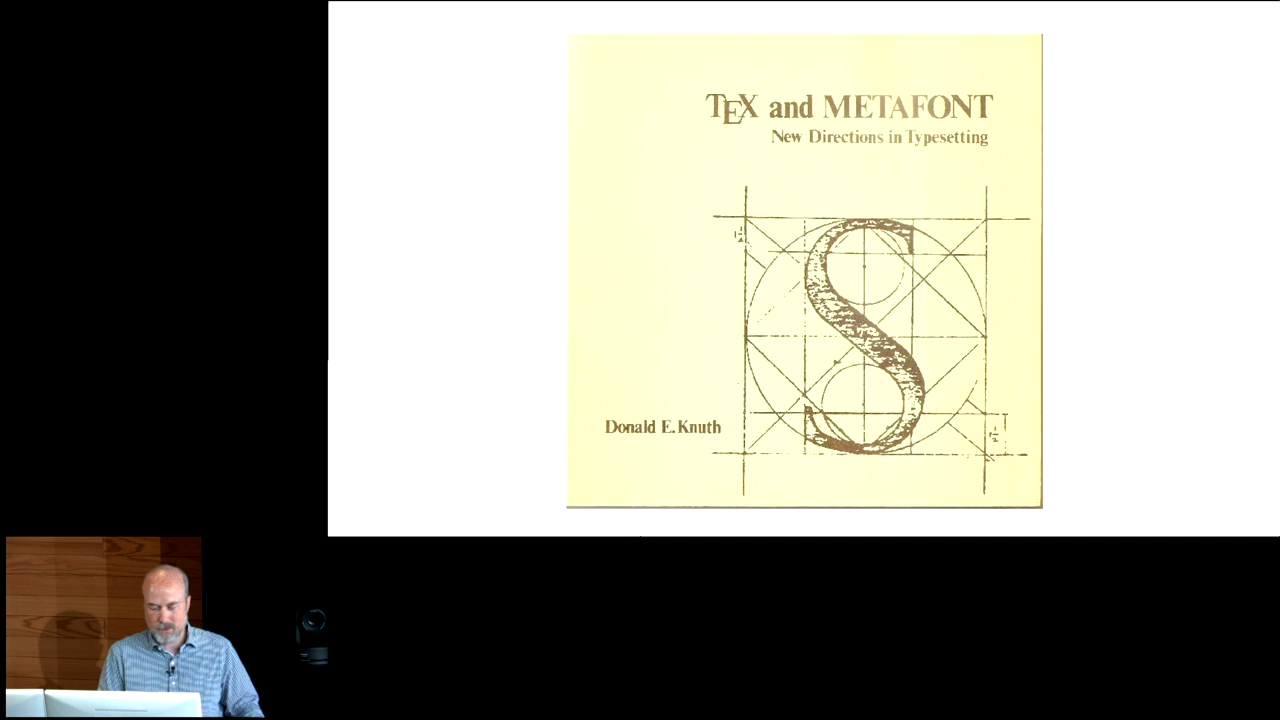 TEX and METAFONT
New Directions in Typesetting
Donald E. Knuth